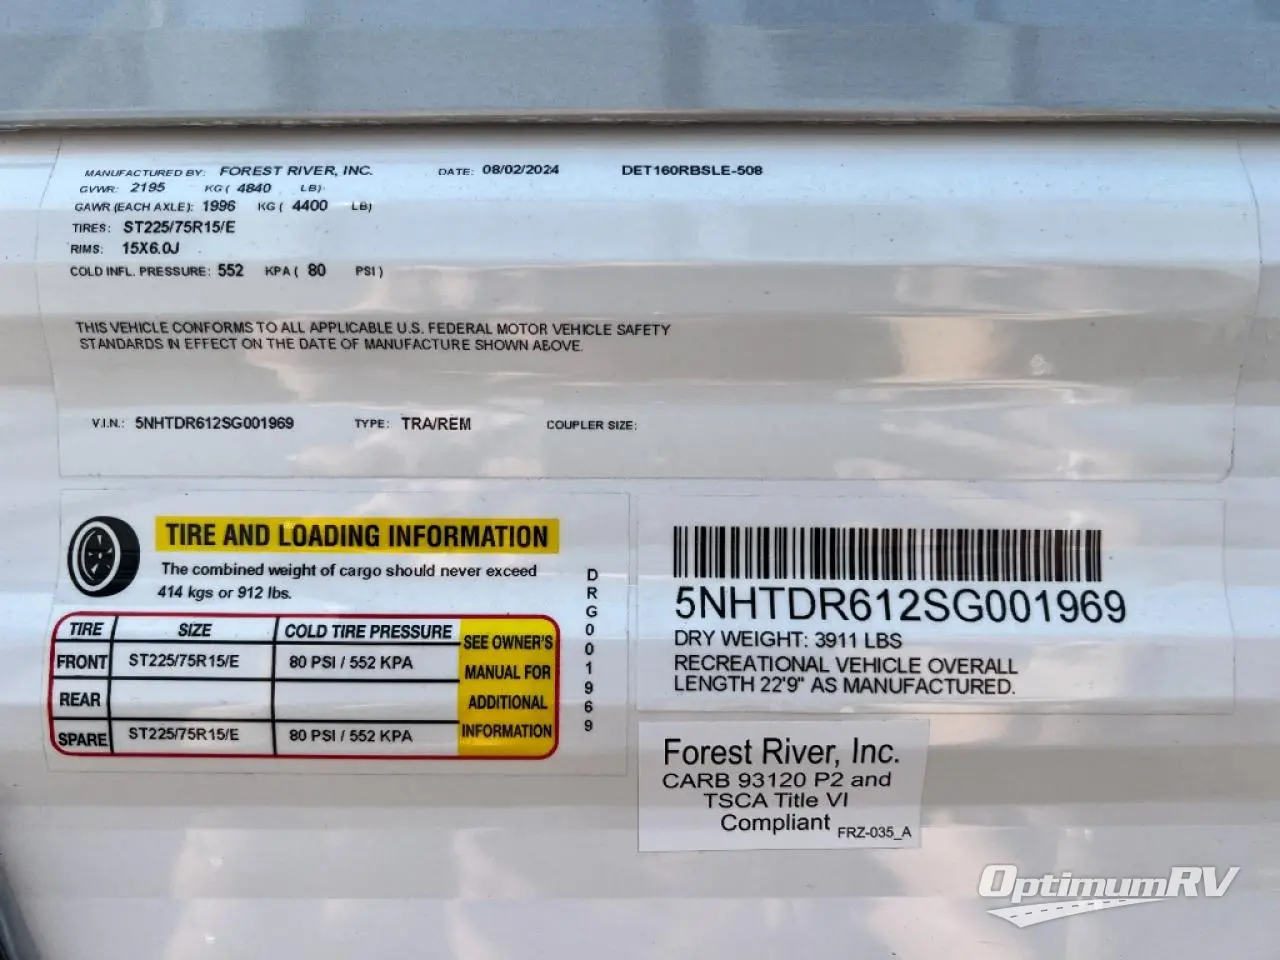 MANUFACTURED BY: FOREST RIVER, INC. DATE: 08/02/2024 DET160RBSLE-508
GVWR: 2195 KG ( 4840 LB)
GAWR (EACH AXLE): 1996 KG ( 4400 LB)
TIRES: ST225/75R15/E
RIMS: 15X6.0J
COLD INFL. PRESSURE: 552 KPA ( 80 PSI )
THIS VEHICLE CONFORMS TO ALL APPLICABLE U.S. FEDERAL MOTOR VEHICLE SAFETY
STANDARDS IN EFFECT ON THE DATE OF MANUFACTURE SHOWN ABOVE.
V.I.N.: 5NHTDR612SG001969 TYPE: TRA/REM COUPLER SIZE:
TIRE AND LOADING INFORMATION
The combined weight of cargo should never exceed
414 kgs or 912 lbs.
TIRE SIZE COLD TIRE PRESSURE
FRONT ST225/75R15/E 80 PSI / 552 KPA
REAR
SPARE ST225/75R15/E 80 PSI / 552 KPA
SEE OWNER'S
MANUAL FOR
ADDITIONAL
INFORMATION
DRG001969
5NHTDR612SG001969
DRY WEIGHT: 3911 LBS
RECREATIONAL VEHICLE OVERALL
LENGTH 22'9" AS MANUFACTURED.
Forest River, Inc.
CARB 93120 P2 and
TSCA Title VI
Compliant FRZ-035_A
OptimumRV